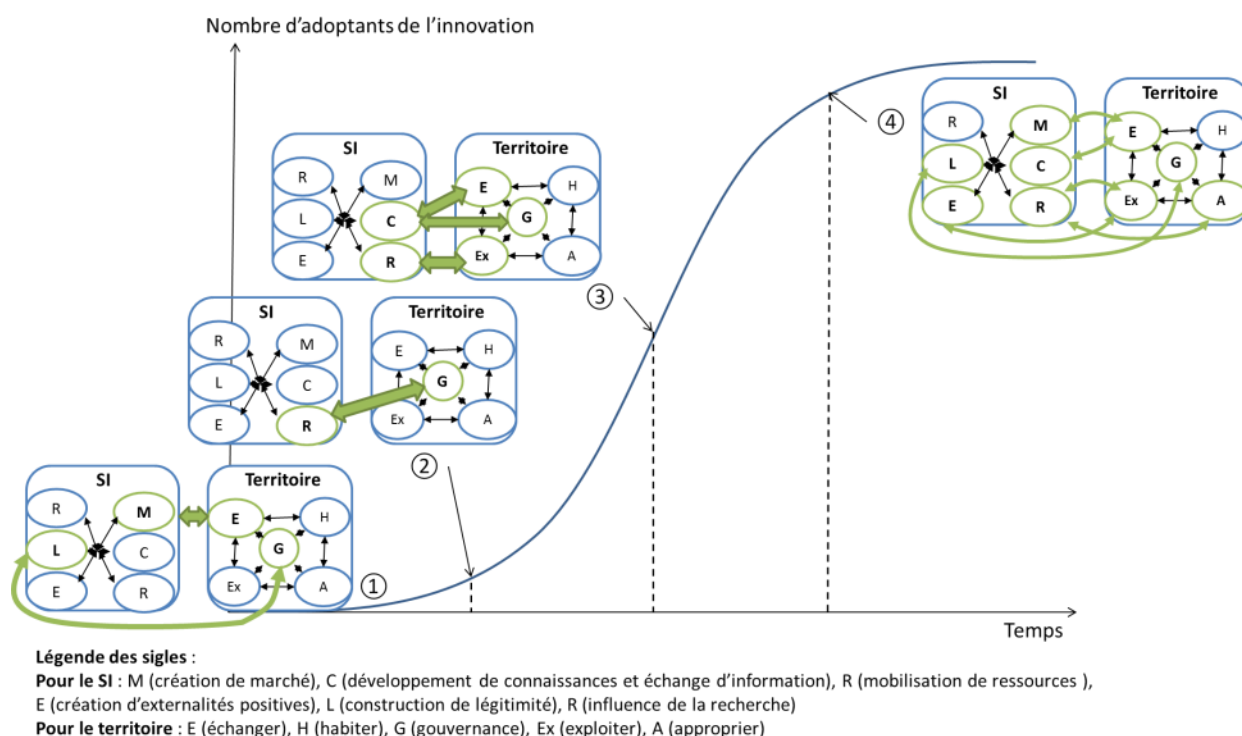 Nombre d'adoptants de l'innovation
SI
R
L
E
M
C
R
Territoire
E
H
G
Ex
A
④
SI
R
L
E
M
C
R
Territoire
E
H
G
Ex
A
③
SI
R
L
E
M
C
R
Territoire
E
H
G
Ex
A
②
SI
R
L
E
M
C
R
Territoire
E
H
G
Ex
A
①
Temps
Légende des sigles :
Pour le SI : M (création de marché), C (développement de connaissances et échange d'information), R (mobilisation de ressources ),
E (création d'externalités positives), L (construction de légitimité), R (influence de la recherche)
Pour le territoire : E (échanger), H (habiter), G (gouvernance), Ex (exploiter), A (approprier)